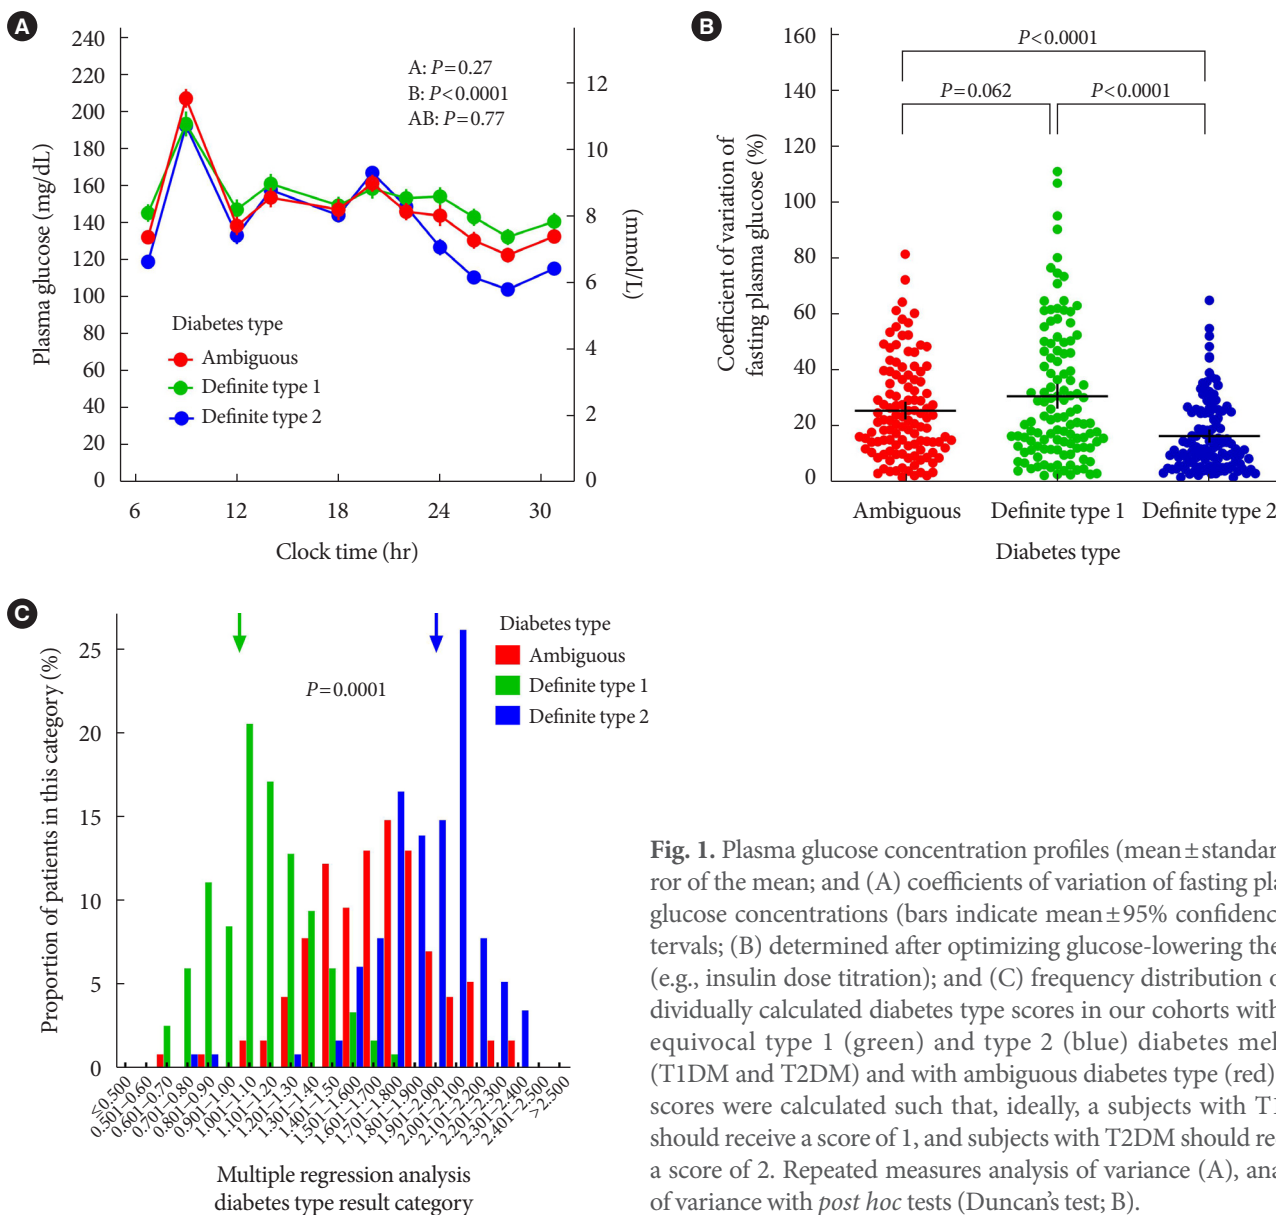 A
240
220
200
180
160
140
120
100
80
60
40
20
0
Plasma glucose (mg/dL)
A: P=0.27
B: P<0.0001
AB: P=0.77
12
10
8
6
4
2
0
(mmol/L)
Diabetes type
Ambiguous
Definite type 1
Definite type 2
6 12 18 24 30
Clock time (hr)
B
160
140
120
100
80
60
40
20
0
Coefficient of variation of
fasting plasma glucose (%)
P<0.0001
P=0.062 P<0.0001
Ambiguous Definite type 1 Definite type 2
Diabetes type
C
25
20
15
10
5
0
Proportion of patients in this category (%)
P=0.0001
Diabetes type
Ambiguous
Definite type 1
Definite type 2
≤0.500
0.501–0.60
0.601–0.70
0.701–0.80
0.801–0.90
0.901–1.00
1.001–1.10
1.101–1.20
1.201–1.30
1.301–1.40
1.401–1.50
1.501–1.600
1.601–1.700
1.701–1.800
1.801–1.900
1.901–2.000
2.001–2.100
2.101–2.200
2.201–2.300
2.301–2.400
2.401–2.500
>2.500
Multiple regression analysis
diabetes type result category
Fig. 1. Plasma glucose concentration profiles (mean±standar
ror of the mean; and (A) coefficients of variation of fasting pla
glucose concentrations (bars indicate mean±95% confidenc
tervals; (B) determined after optimizing glucose-lowering the
(e.g., insulin dose titration); and (C) frequency distribution o
dividually calculated diabetes type scores in our cohorts with
equivocal type 1 (green) and type 2 (blue) diabetes mel
(T1DM and T2DM) and with ambiguous diabetes type (red)
scores were calculated such that, ideally, a subjects with T1
should receive a score of 1, and subjects with T2DM should re
a score of 2. Repeated measures analysis of variance (A), ana
of variance with post hoc tests (Duncan's test; B).